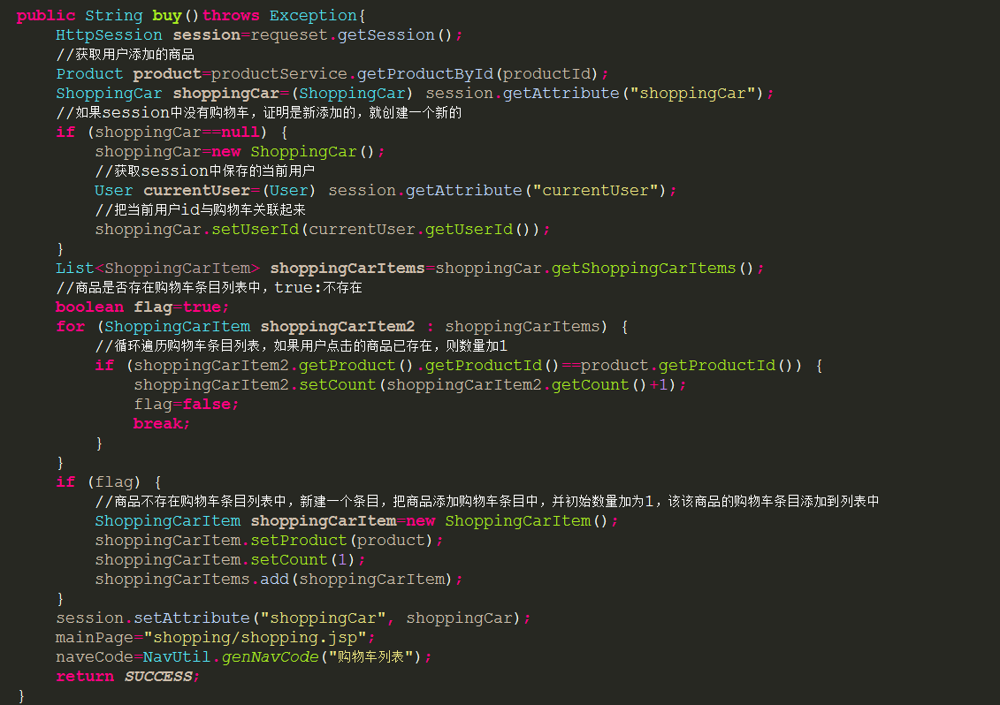 public String buy()throws Exception{
    HttpSession session=requeset.getSession();
    //获取用户添加的商品
    Product product=productService.getProductById(productId);
    ShoppingCar shoppingCar=(ShoppingCar) session.getAttribute("shoppingCar");
    //如果session中没有购物车，证明是新添加的，就创建一个新的
    if (shoppingCar==null) {
        shoppingCar=new ShoppingCar();
        //获取session中保存的当前用户
        User currentUser=(User) session.getAttribute("currentUser");
        //把当前用户id与购物车关联起来
        shoppingCar.setUserId(currentUser.getUserId());
    }
    List<ShoppingCarItem> shoppingCarItems=shoppingCar.getShoppingCarItems();
    //商品是否存在购物车条目列表中，true:不存在
    boolean flag=true;
    for (ShoppingCarItem shoppingCarItem2 : shoppingCarItems) {
        //循环遍历购物车条目列表，如果用户点击的商品已存在，则数量加1
        if (shoppingCarItem2.getProduct().getProductId()==product.getProductId()) {
            shoppingCarItem2.setCount(shoppingCarItem2.getCount()+1);
            flag=false;
            break;
        }
    }
    if (flag) {
        //商品不存在购物车条目列表中，新建一个条目，把商品添加购物车条目中，并初始数量加为1，该该商品的购物车条目添加到列表中
        ShoppingCarItem shoppingCarItem=new ShoppingCarItem();
        shoppingCarItem.setProduct(product);
        shoppingCarItem.setCount(1);
        shoppingCarItems.add(shoppingCarItem);
    }
    session.setAttribute("shoppingCar", shoppingCar);
    mainPage="shopping/shopping.jsp";
    naveCode=NavUtil.genNavCode("购物车列表");
    return SUCCESS;
}